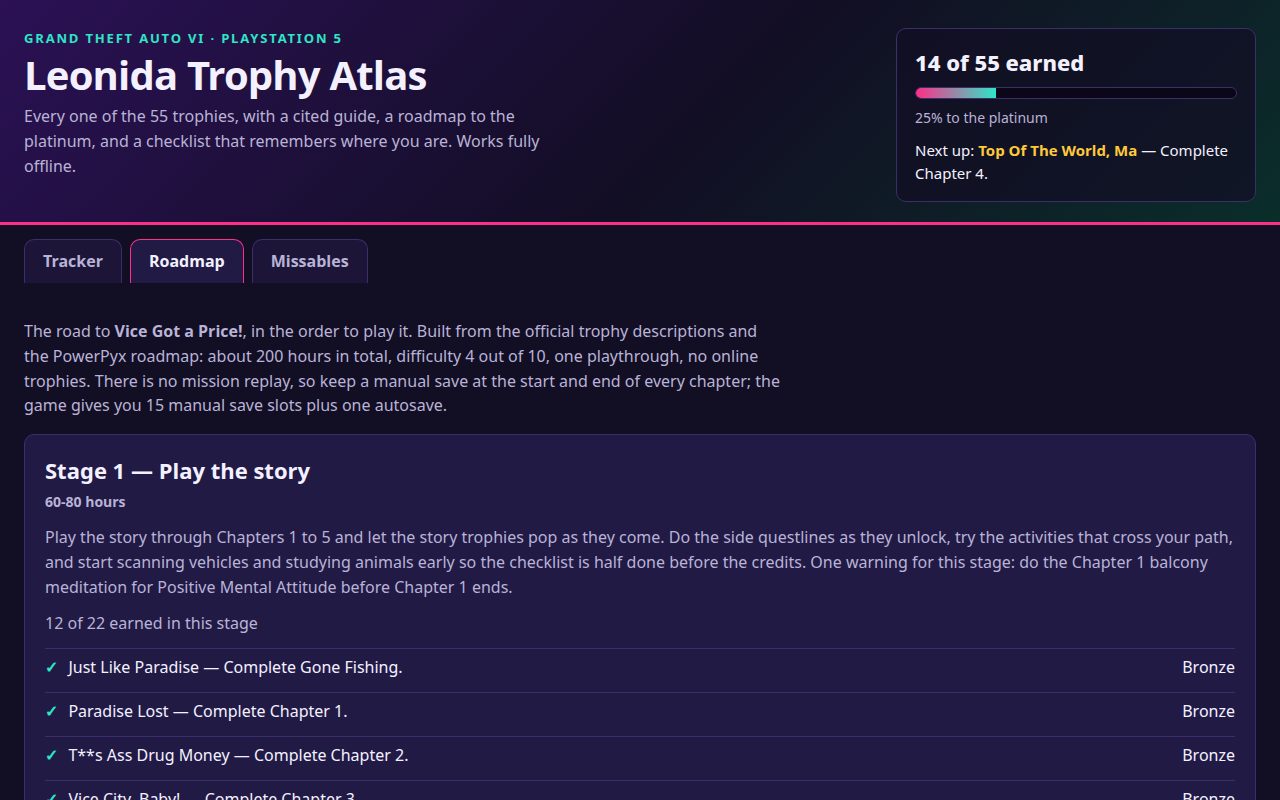 GRAND THEFT AUTO VI · PLAYSTATION 5
Leonida Trophy Atlas
Every one of the 55 trophies, with a cited guide, a roadmap to the
platinum, and a checklist that remembers where you are. Works fully
offline.
14 of 55 earned
25% to the platinum
Next up: Top Of The World, Ma — Complete
Chapter 4.
Tracker
Roadmap
Missables
The road to Vice Got a Price!, in the order to play it. Built from the official trophy descriptions and
the PowerPyx roadmap: about 200 hours in total, difficulty 4 out of 10, one playthrough, no online
trophies. There is no mission replay, so keep a manual save at the start and end of every chapter; the
game gives you 15 manual save slots plus one autosave.
Stage 1 — Play the story
60-80 hours
Play the story through Chapters 1 to 5 and let the story trophies pop as they come. Do the side questlines as they unlock, try the activities that cross your path,
and start scanning vehicles and studying animals early so the checklist is half done before the credits. One warning for this stage: do the Chapter 1 balcony
meditation for Positive Mental Attitude before Chapter 1 ends.
12 of 22 earned in this stage
✓ Just Like Paradise — Complete Gone Fishing. Bronze
✓ Paradise Lost — Complete Chapter 1. Bronze
✓ T**s Ass Drug Money — Complete Chapter 2. Bronze
✓ Vice City, Baby! — Complete Chapter 3. Bronze